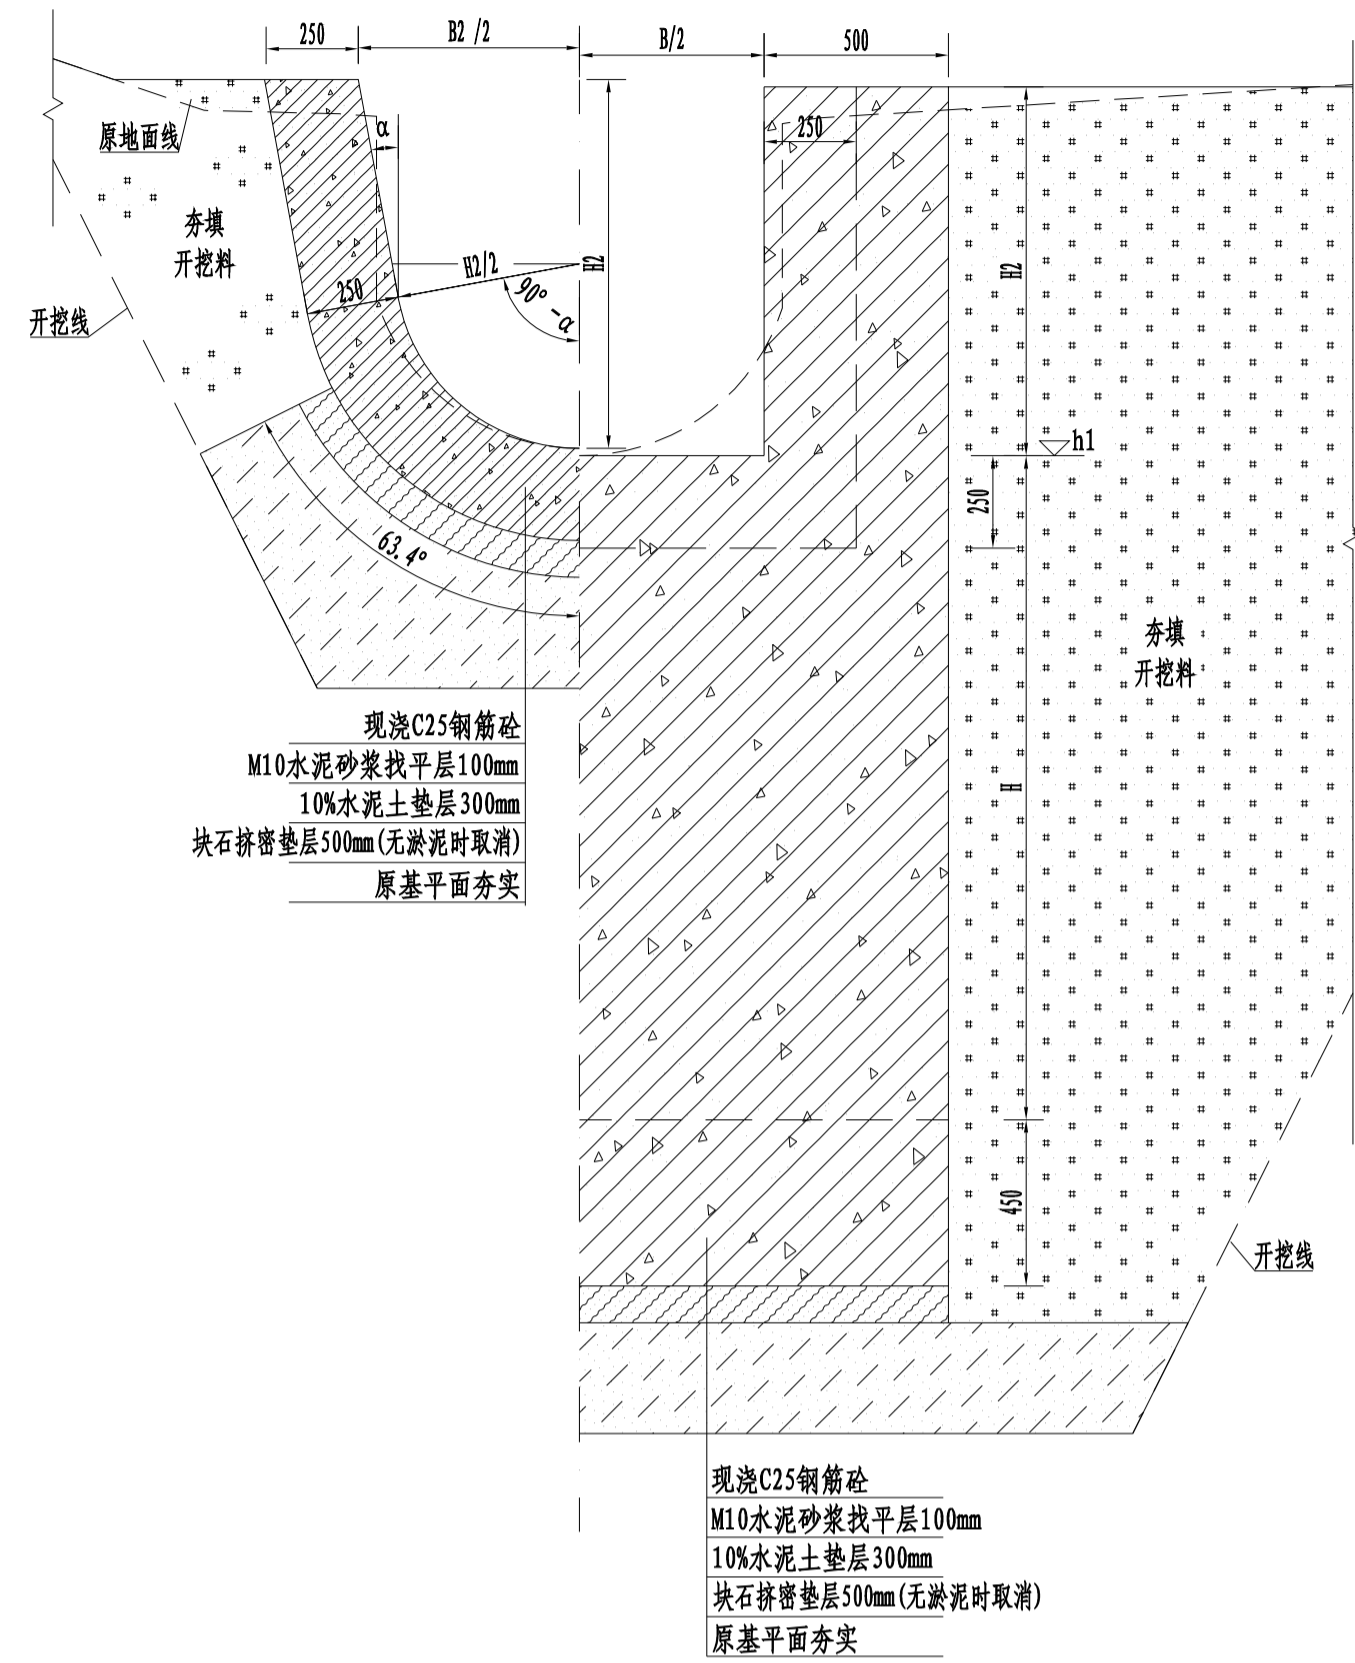 250
B2 /2
B/2
500
原地面线
α
250
夯填
开挖料
H2/2
H2
H2
250
90° -α
开挖线
h1
250
63.4°
夯填
开挖料
现浇C25钢筋砼
M10水泥砂浆找平层100mm
10%水泥土垫层300mm
块石挤密垫层500mm(无淤泥时取消)
原基平面夯实
H
450
开挖线
现浇C25钢筋砼
M10水泥砂浆找平层100mm
10%水泥土垫层300mm
块石挤密垫层500mm(无淤泥时取消)
原基平面夯实